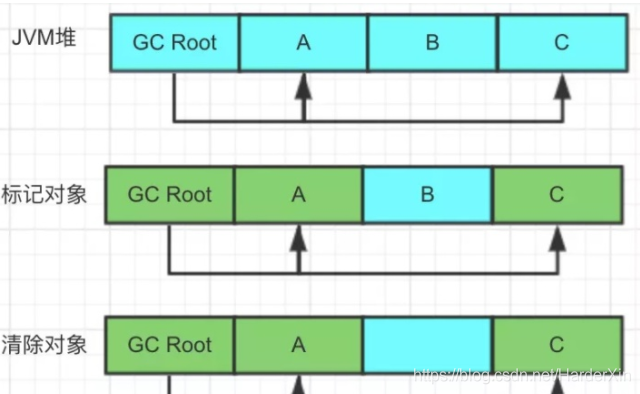 JVM堆 GC Root A B C
标记对象 GC Root A B C
清除对象 GC Root A C
https://blog.csdn.net/HarderXin